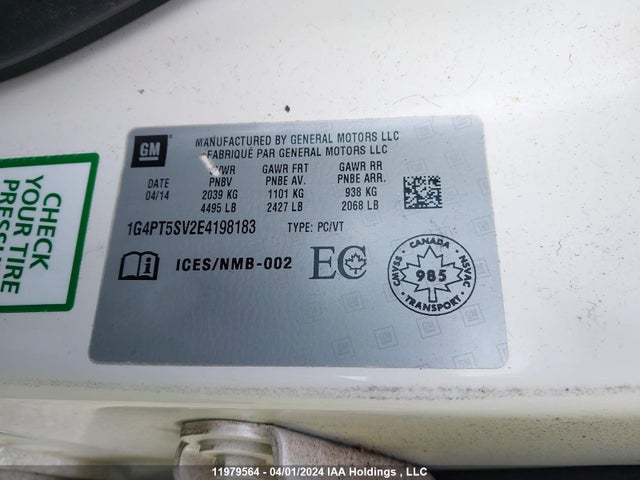 GM
MANUFACTURED BY GENERAL MOTORS LLC
FABRIQUÉ PAR GENERAL MOTORS LLC
GAWR FRT GAWR RR
DATE PNBV PNBE AV. PNBE ARR.
04/14 2039 KG 1101 KG 938 KG
4495 LB 2427 LB 2068 LB
1G4PT5SV2E4198183 TYPE: PC/VT
ICES/NMB-002 EC
CANADA
CMVSS NSVAC
985
TRANSPORT
CHECK
YOUR TIRE
PRESSURE
11979564 - 04/01/2024 IAA Holdings , LLC